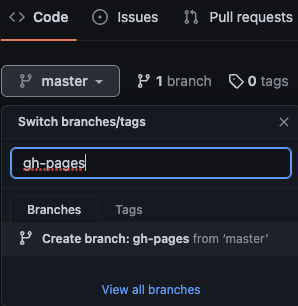 Code Issues Pull requests
master 1 branch 0 tags
Switch branches/tags
gh-pages
Branches Tags
Create branch: gh-pages from ‘master’
View all branches